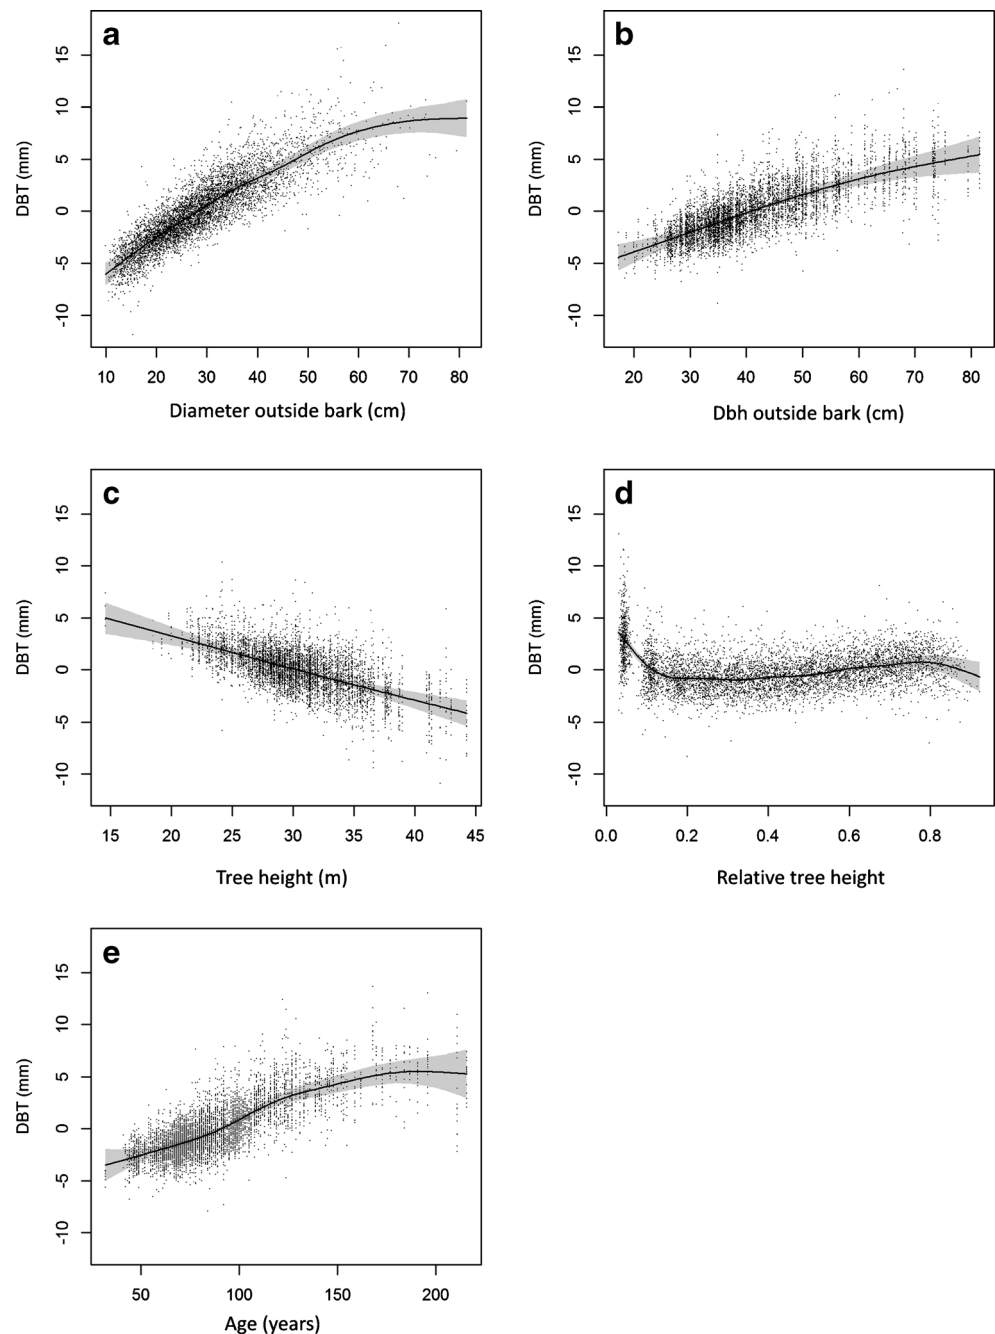 a
DBT (mm)
15
10
5
0
-5
-10
10 20 30 40 50 60 70 80
Diameter outside bark (cm)
b
DBT (mm)
15
10
5
0
-5
-10
20 30 40 50 60 70 80
Dbh outside bark (cm)
c
DBT (mm)
15
10
5
0
-5
-10
15 20 25 30 35 40 45
Tree height (m)
d
DBT (mm)
15
10
5
0
-5
-10
0.0 0.2 0.4 0.6 0.8
Relative tree height
e
DBT (mm)
15
10
5
0
-5
-10
50 100 150 200
Age (years)